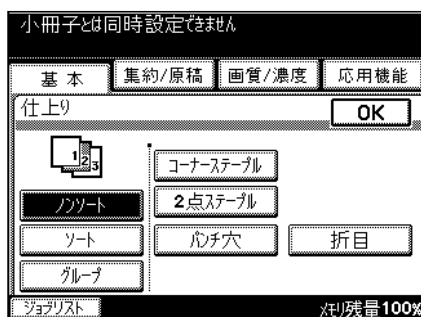 小冊子とは同時設定できません
基本 集約/原稿 画質/濃度 応用機能
仕上り OK
1 2 3
コーナーステープル
ノンソート 2点ステープル
ソート パンチ穴 折目
グループ
ジョブリスト メモリ残量100%